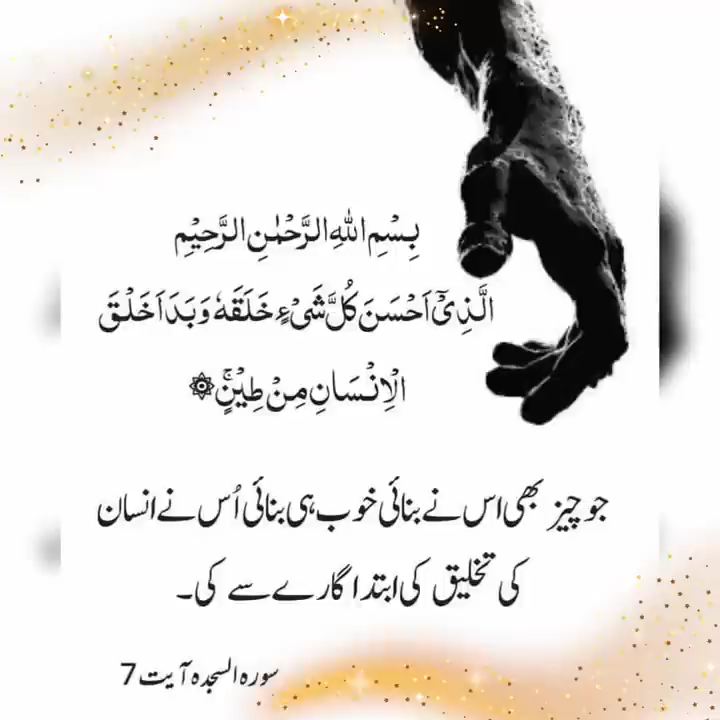 بِسْمِ اللّٰهِ الرَّحْمٰنِ الرَّحِيْمِ
الَّذِیْۤ اَحْسَنَ كُلَّ شَیْءٍ خَلَقَهٗ وَ بَدَاَ خَلْقَ
الْاِنْسَانِ مِنْ طِیْنٍۚ
جو چیز بھی اس نے بنائی خوب ہی بنائی اُس نے انسان
کی تخلیق کی ابتدا گارے سے کی۔
سورہ السجدہ آیت 7